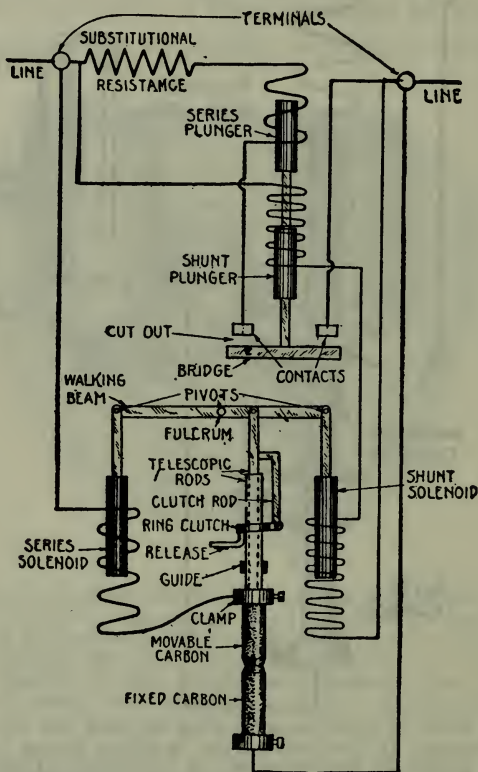 TERMINALS
SUBSTITUTIONAL
LINE
RESISTAMCE
LINE
SERIES
PLUNGER
SHUNT
PLUNGER
CUT OUT
BRIDGE
CONTACTS
WALKING
BEAM
PIVOTS
FULCRUM
TELESCOPIC
RODS
CLUTCH ROD
RING CLUTCH
RELEASE
GUIDE
CLAMP
MOVABLE
CARBON
FIXED CARBON
SERIES
SOLENOID
SHUNT
SOLENOID